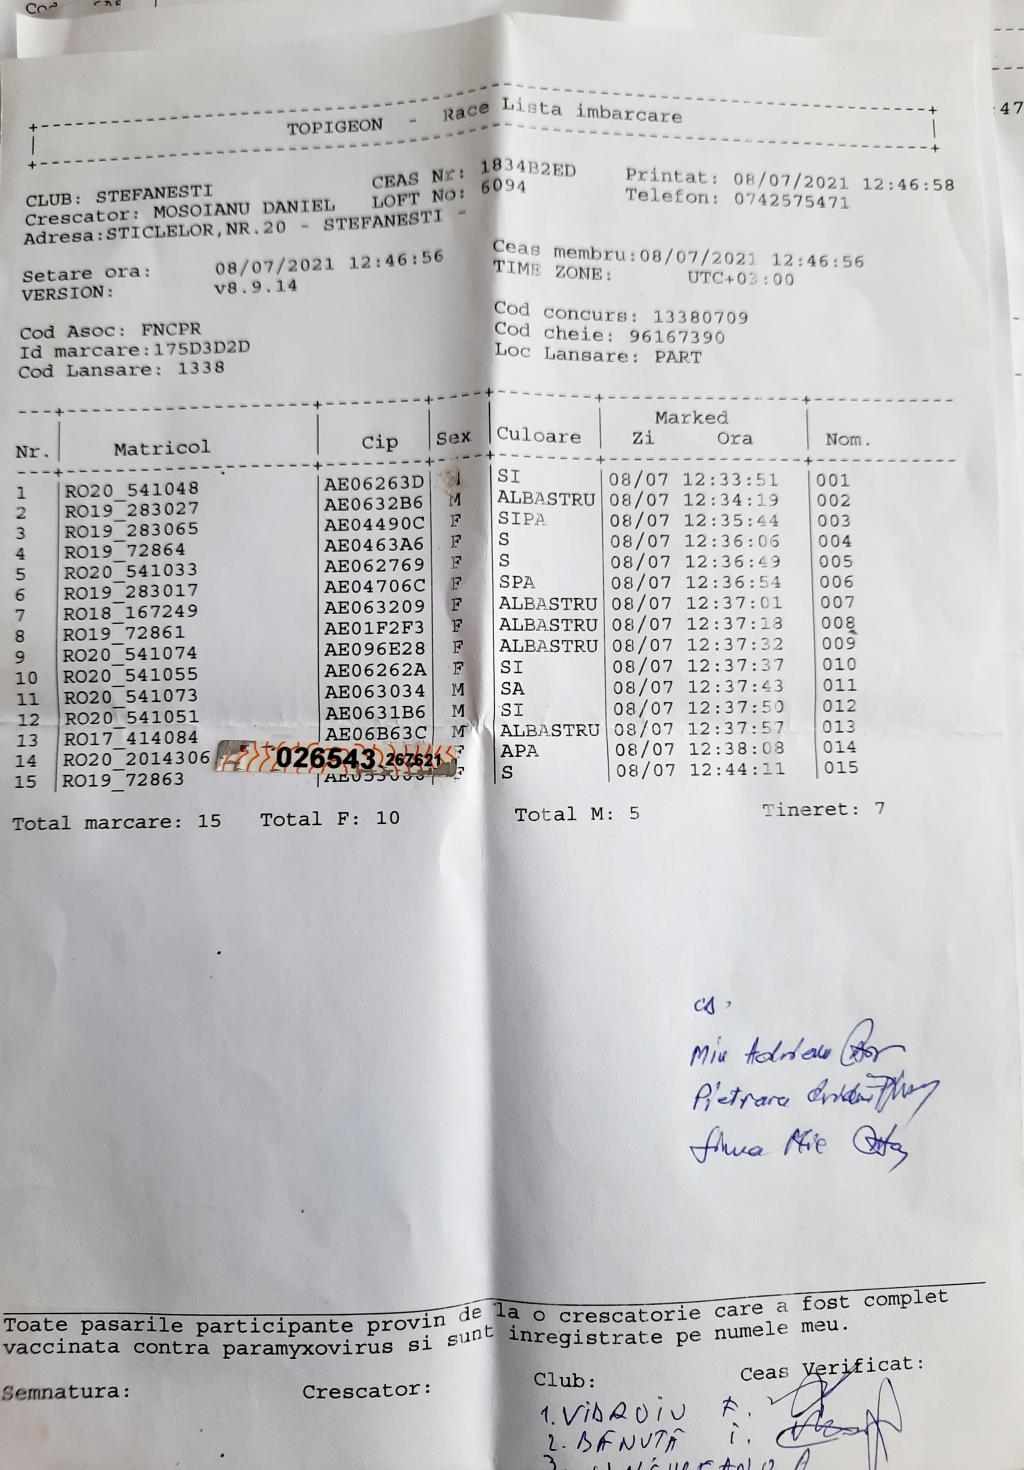 TOPIGEON - Race Lista imbarcare
CLUB: STEFANESTI CEAS Nr: 1834B2ED Printat: 08/07/2021 12:46:58
Crescator: MOSOIANU DANIEL LOFT No: 6094 Telefon: 0742575471
Adresa:STICLELOR,NR.20 - STEFANESTI -
Setare ora: 08/07/2021 12:46:56 Ceas membru:08/07/2021 12:46:56
VERSION: v8.9.14 TIME ZONE: UTC+03:00
Cod Asoc: FNCPR Cod concurs: 13380709
Id marcare:175D3D2D Cod cheie: 96167390
Cod Lansare: 1338 Loc Lansare: PART
Marked
Nr. Matricol Cip Sex Culoare Zi Ora Nom.
1 RO20_541048 AE06263D SI 08/07 12:33:51 001
2 RO19_283027 AE0632B6 M ALBASTRU 08/07 12:34:19 002
3 RO19_283065 AE04490C F SIPA 08/07 12:35:44 003
4 RO19_72864 AE0463A6 F S 08/07 12:36:06 004
5 RO20_541033 AE062769 F S 08/07 12:36:49 005
6 RO19_283017 AE04706C F SPA 08/07 12:36:54 006
7 RO18_167249 AE063209 F ALBASTRU 08/07 12:37:01 007
8 RO19_72861 AE01F2F3 F ALBASTRU 08/07 12:37:18 008
9 RO20_541074 AE096E28 F ALBASTRU 08/07 12:37:32 009
10 RO20_541055 AE06262A F SI 08/07 12:37:37 010
11 RO20_541073 AE063034 M SA 08/07 12:37:43 011
12 RO20_541051 AE0631B6 M SI 08/07 12:37:50 012
13 RO17_414084 AE06B63C M ALBASTRU 08/07 12:37:57 013
14 RO20_2014306 026543 267621 F APA 08/07 12:38:08 014
15 RO19_72863 F S 08/07 12:44:11 015
Total marcare: 15 Total F: 10 Total M: 5 Tineret: 7
Miu
Pietraru
Ilie
Toate pasarile participante provin de la o crescatorie care a fost complet
vaccinata contra paramyxovirus si sunt inregistrate pe numele meu.
Semnatura: Crescator: Club: Ceas Verificat:
1. VIDROIU F.
2. BĂNUȚĂ I.
3.